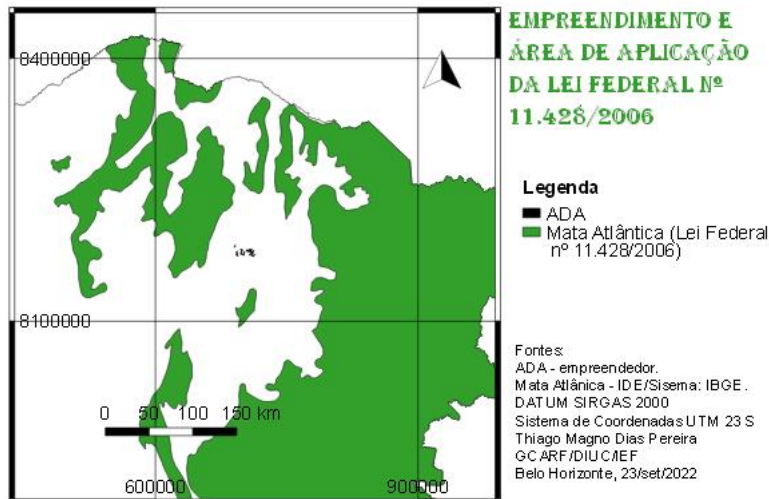 EMPREENDIMENTO E
ÁREA DE APLICAÇÃO
DA LEI FEDERAL Nº
11.428/2006
Legenda
ADA
Mata Atlântica (Lei Federal
nº 11.428/2006)
8400000
8100000
0 50 100 150 km
600000
900000
Fontes:
ADA - empreendedor.
Mata Atlânica - IDE/Sisema: IBGE.
DATUM SIRGAS 2000
Sistema de Coordenadas UTM 23 S
Thiago Magno Dias Pereira
GCARF/DIUC/IEF
Belo Horizonte, 23/set/2022